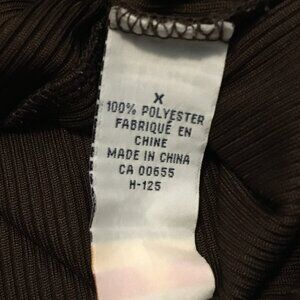 X
100% POLYESTER
FABRIQUÉ EN
CHINE
MADE IN CHINA
CA 00655
H-125